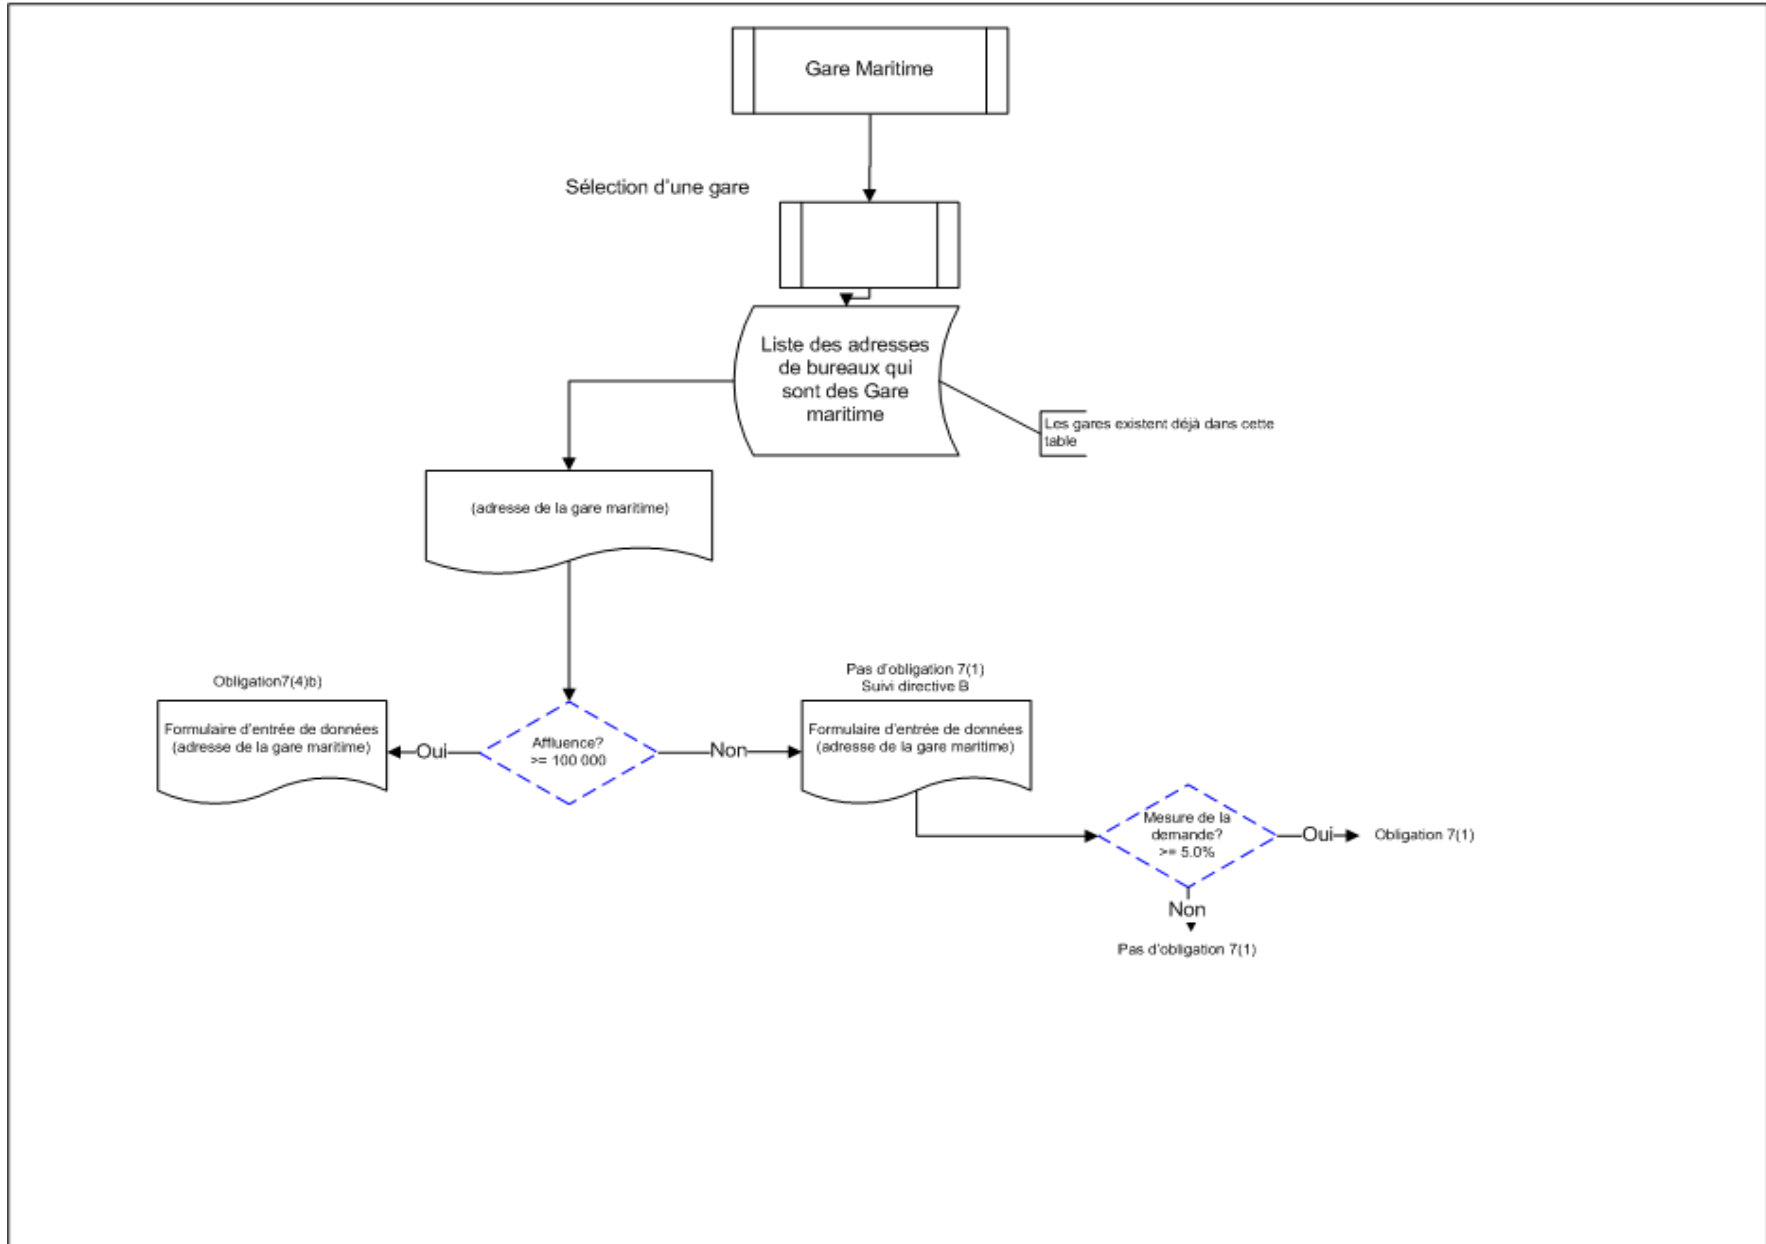 Gare Maritime
Sélection d'une gare
Liste des adresses
de bureaux qui
sont des Gare
maritime
Les gares existent déjà dans cette
table
(adresse de la gare maritime)
Obligation7(4)b)
Formulaire d'entrée de données
(adresse de la gare maritime)
Oui
Affluence?
>= 100 000
Non
Pas d'obligation 7(1)
Suivi directive B
Formulaire d'entrée de données
(adresse de la gare maritime)
Mesure de la
demande?
>= 5.0%
Oui
Obligation 7(1)
Non
Pas d'obligation 7(1)